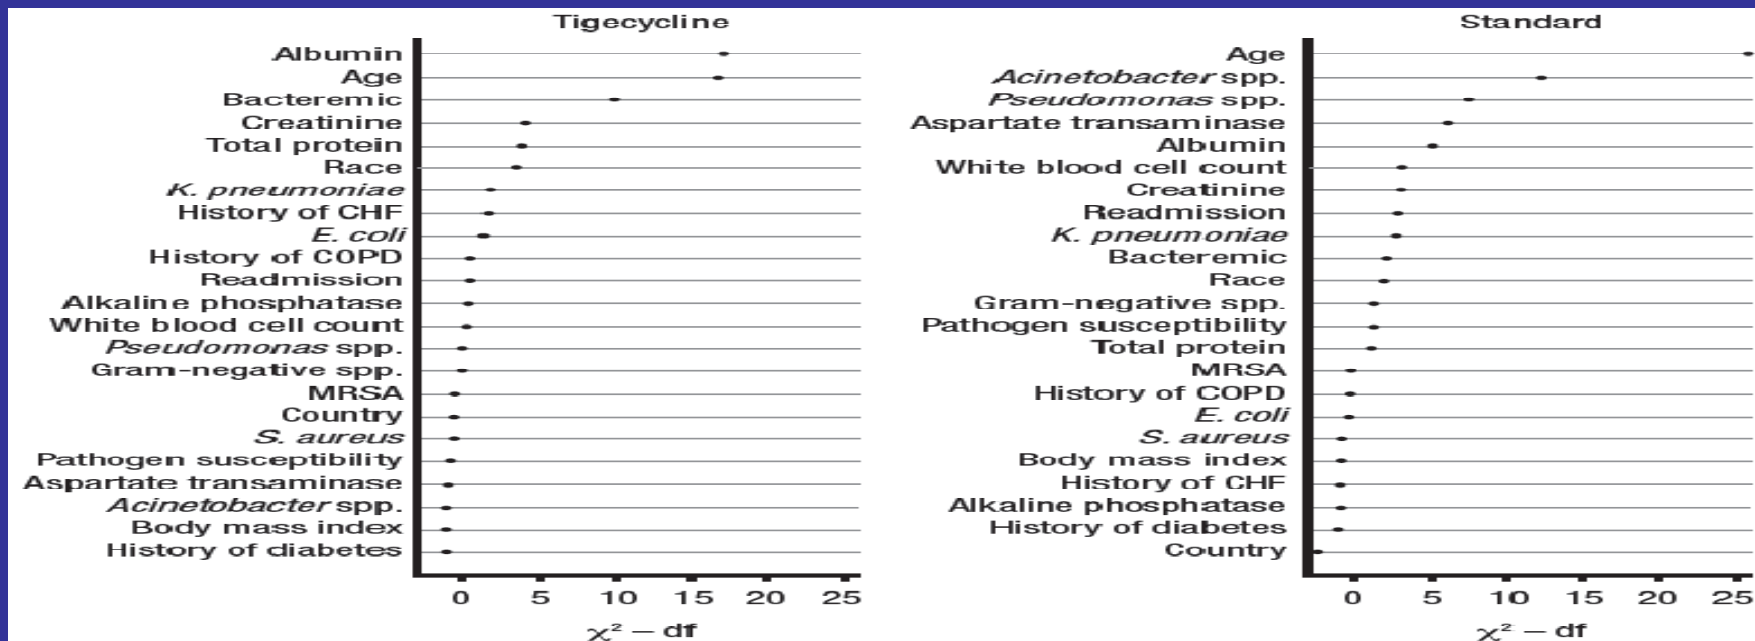 Tigecycline
Albumin
Age
Bacteremic
Creatinine
Total protein
Race
K. pneumoniae
History of CHF
E. coli
History of COPD
Readmission
Alkaline phosphatase
White blood cell count
Pseudomonas spp.
Gram-negative spp.
MRSA
Country
S. aureus
Pathogen susceptibility
Aspartate transaminase
Acinetobacter spp.
Body mass index
History of diabetes
0 5 10 15 20 25
χ² – df
Standard
Age
Acinetobacter spp.
Pseudomonas spp.
Aspartate transaminase
Albumin
White blood cell count
Creatinine
Readmission
K. pneumoniae
Bacteremic
Race
Gram-negative spp.
Pathogen susceptibility
Total protein
MRSA
History of COPD
E. coli
S. aureus
Body mass index
History of CHF
Alkaline phosphatase
History of diabetes
Country
0 5 10 15 20 25
χ² – df